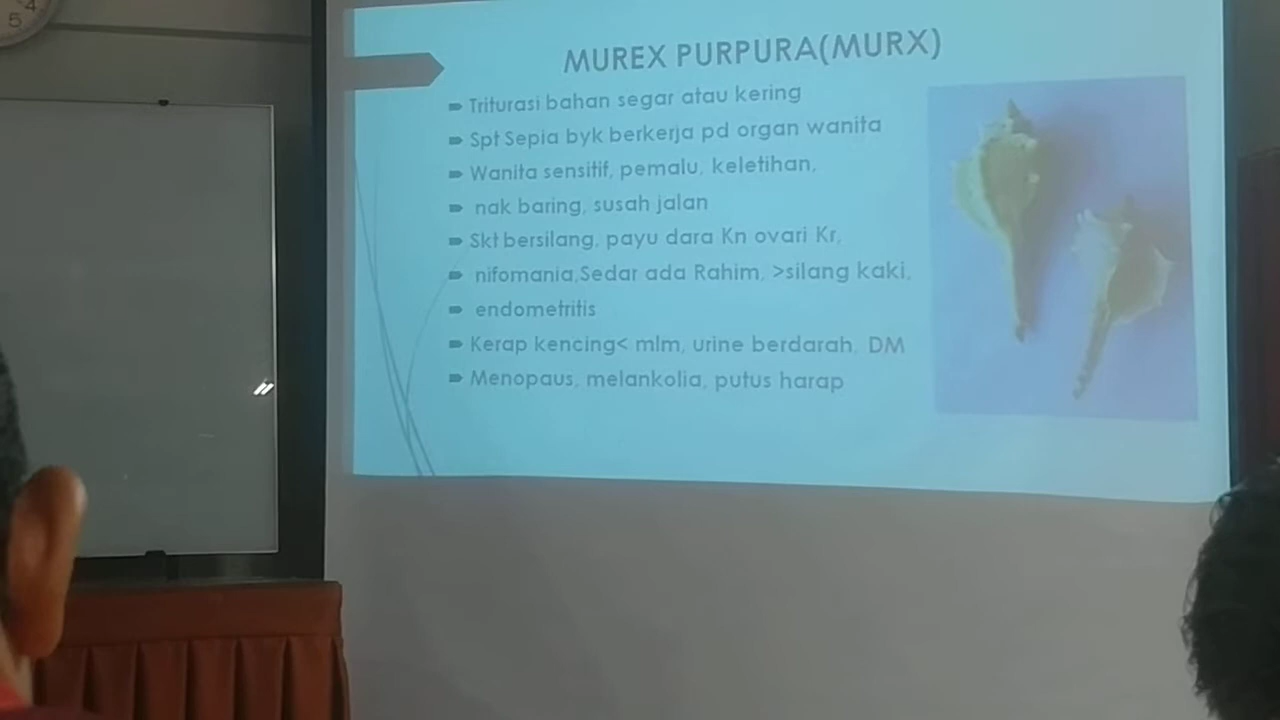 4
5
MUREX PURPURA(MURX)
Triturasi bahan segar atau kering
Spt Sepia byk berkerja pd organ wanita
Wanita sensitif, pemalu, keletihan,
nak baring, susah jalan
Skt bersilang, payu dara Kn ovari Kr,
nifomania,Sedar ada Rahim, >silang kaki,
endometritis
Kerap kencing< mlm, urine berdarah, DM
Menopaus, melankolia, putus harap